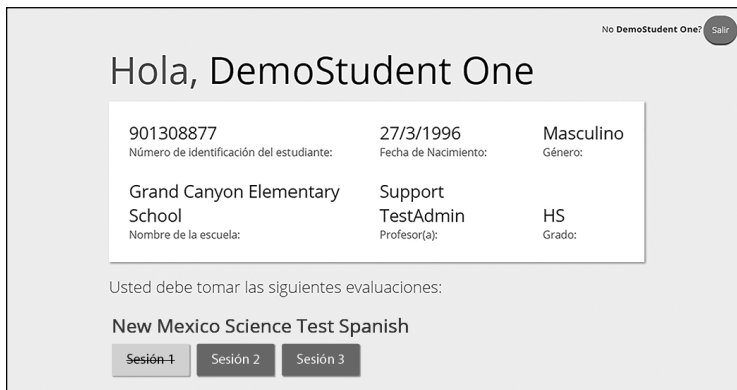 No DemoStudent One? Salir
Hola, DemoStudent One
901308877 27/3/1996 Masculino
Número de identificación del estudiante: Fecha de Nacimiento: Género:
Grand Canyon Elementary Support
School TestAdmin HS
Nombre de la escuela: Profesor(a): Grado:
Usted debe tomar las siguientes evaluaciones:
New Mexico Science Test Spanish
Sesión 1 Sesión 2 Sesión 3